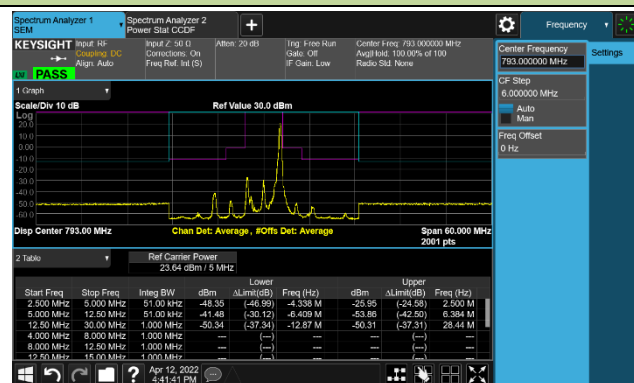 Spectrum Analyzer 1
SEM
Spectrum Analyzer 2
Power Stat CCDF
Frequency
KEYSIGHT
Input: RF
Coupling: DC
Align: Auto
Input Z: 50 Ω
Corrections: On
Freq Ref: Int (S)
Atten: 20 dB
Trig: Free Run
Gate: Off
IF Gain: Low
Center Freq: 793.000000 MHz
Avg|Hold: 100.00% of 100
Radio Std: None
PASS
Center Frequency
793.000000 MHz
Settings
CF Step
6.000000 MHz
Auto
Man
Freq Offset
0 Hz
1 Graph
Scale/Div 10 dB
Ref Value 30.0 dBm
Log
20.0
10.0
0.00
-10.0
-20.0
-30.0
-40.0
-50.0
-60.0
Disp Center 793.00 MHz
Chan Det: Average , #Offs Det: Average
Span 60.000 MHz
2001 pts
2 Table
Ref Carrier Power
23.64 dBm / 5 MHz
Lower Upper
Start Freq Stop Freq Integ BW dBm ΔLimit(dB) Freq (Hz) dBm ΔLimit(dB) Freq (Hz)
2.500 MHz 5.000 MHz 51.00 kHz -48.35 (-46.99) -4.338 M -25.95 (-24.58) 2.500 M
5.000 MHz 12.50 MHz 51.00 kHz -41.48 (-30.12) -6.409 M -53.86 (-42.50) 6.384 M
12.50 MHz 30.00 MHz 1.000 MHz -50.34 (-37.34) -12.87 M -50.31 (-37.31) 28.44 M
4.000 MHz 8.000 MHz 1.000 MHz --- (---) --- (---)
8.000 MHz 12.50 MHz 1.000 MHz --- (---) --- (---)
12.50 MHz 15.00 MHz 1.000 MHz --- (---) --- (---)
?
Apr 12, 2022
4:41:41 PM